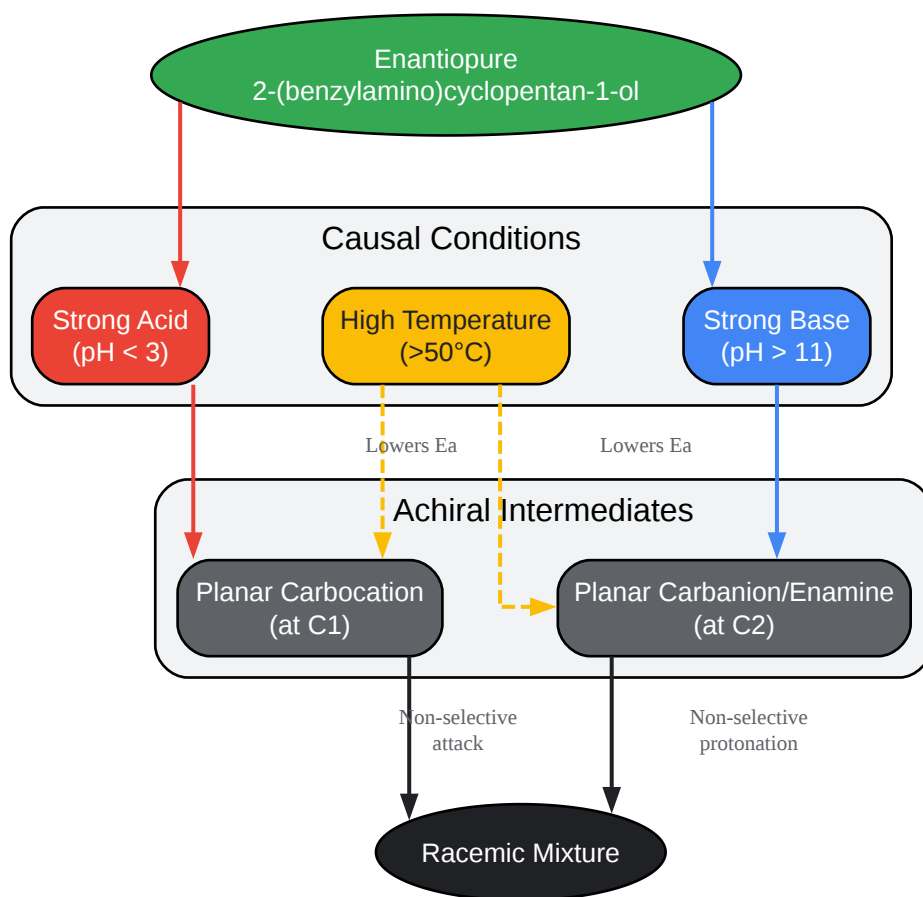 Enantiopure
2-(benzylamino)cyclopentan-1-ol
Causal Conditions
Strong Acid
(pH < 3)
High Temperature
(>50°C)
Strong Base
(pH > 11)
Lowers Ea
Lowers Ea
Achiral Intermediates
Planar Carbocation
(at C1)
Planar Carbanion/Enamine
(at C2)
Non-selective
attack
Non-selective
protonation
Racemic Mixture